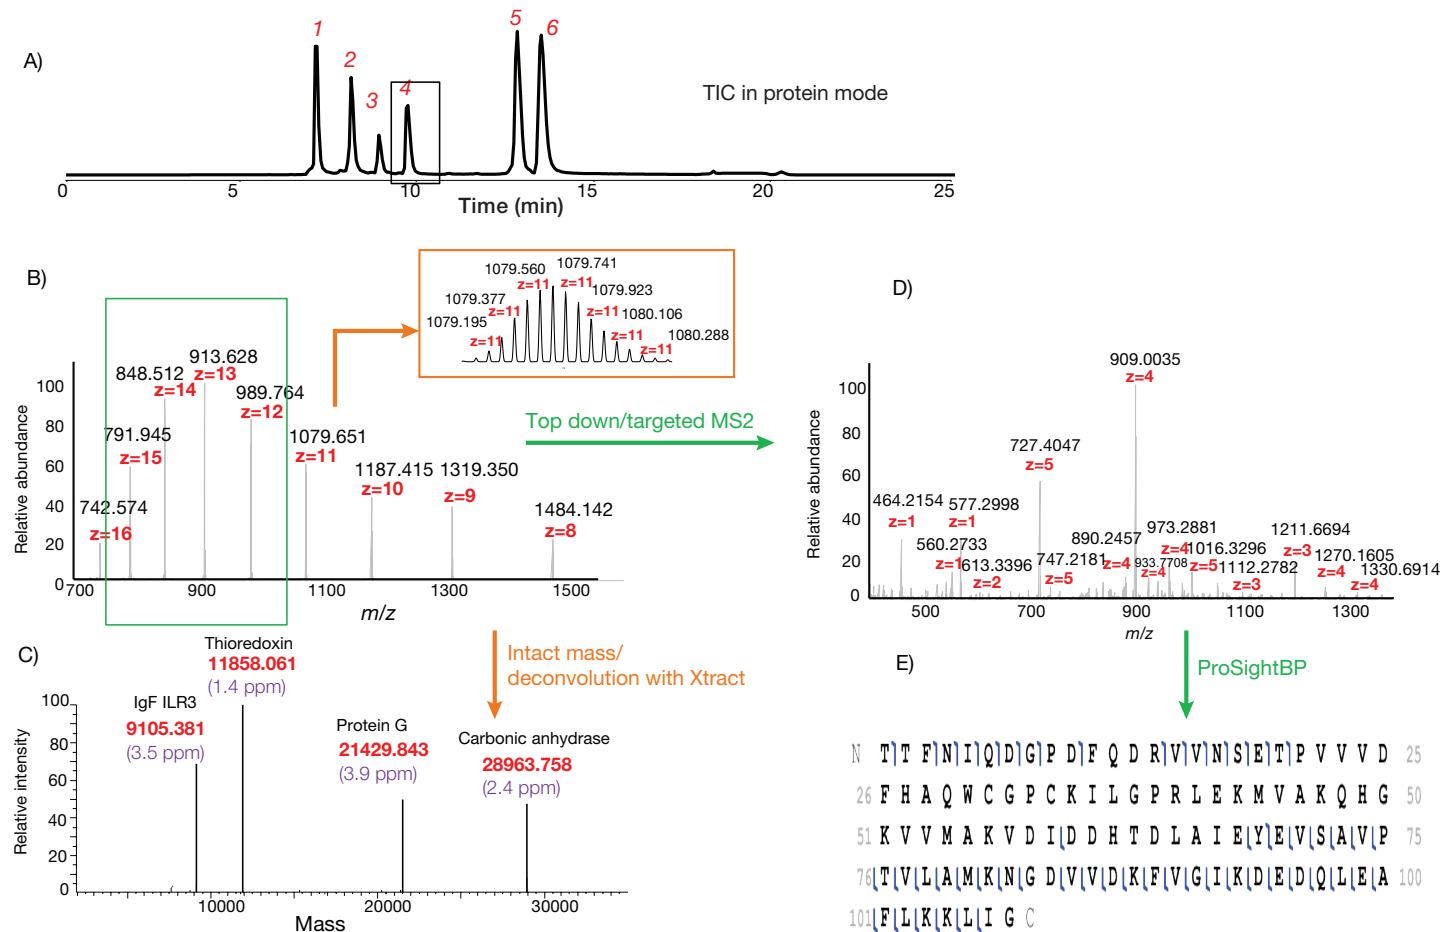 A)
1
2
3
4
5
6
TIC in protein mode
0
5
10
15
20
25
Time (min)
B)
1079.560
1079.741
z=11
z=11
1079.377
1079.923
z=11
z=11
1079.195
1080.106
z=11
z=11
1080.288
z=11
Relative abundance
100
80
60
40
20
0
742.574
z=16
791.945
z=15
848.512
z=14
913.628
z=13
989.764
z=12
1079.651
z=11
1187.415
z=10
1319.350
z=9
1484.142
z=8
700
900
1100
1300
1500
m/z
Top down/targeted MS2
D)
Relative abundance
100
80
60
40
20
0
464.2154
z=1
560.2733
z=1
577.2998
z=1
613.3396
z=2
727.4047
z=5
747.2181
z=5
890.2457
z=4
909.0035
z=4
933.7708
z=4
973.2881
z=4
1016.3296
z=5
1112.2782
z=3
1211.6694
z=3
1270.1605
z=4
1330.6914
z=4
500
700
900
1100
1300
m/z
Intact mass/
deconvolution with Xtract
ProSightBP
C)
Relative intensity
100
80
60
40
20
0
IgF ILR3
9105.381
(3.5 ppm)
Thioredoxin
11858.061
(1.4 ppm)
Protein G
21429.843
(3.9 ppm)
Carbonic anhydrase
28963.758
(2.4 ppm)
10000
20000
30000
Mass
E)
N T T F N I Q D G P D F Q D R V V N S E T P V V V D 25
26 F H A Q W C G P C K I L G P R L E K M V A K Q H G 50
51 K V V M A K V D I D D H T D L A I E Y E V S A V P 75
76 T V L A M K N G D V V D K F V G I K D E D Q L E A 100
101 F L K K L I G C